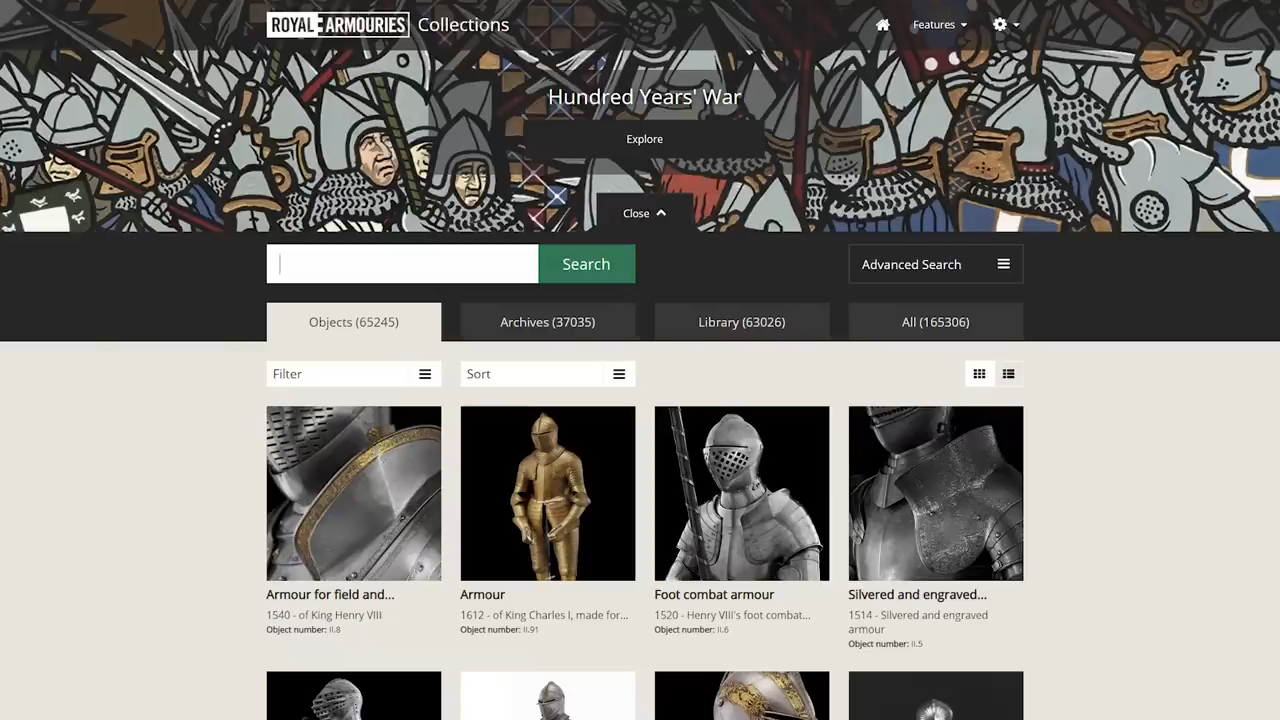 ROYAL ARMOURIES Collections
Features
Hundred Years' War
Explore
Close
Search
Advanced Search
Objects (65245)
Archives (37035)
Library (63026)
All (165306)
Filter
Sort
Armour for field and...
1540 - of King Henry VIII
Object number: II.8
Armour
1612 - of King Charles I, made for...
Object number: II.91
Foot combat armour
1520 - Henry VIII's foot combat...
Object number: II.6
Silvered and engraved...
1514 - Silvered and engraved
armour
Object number: II.5